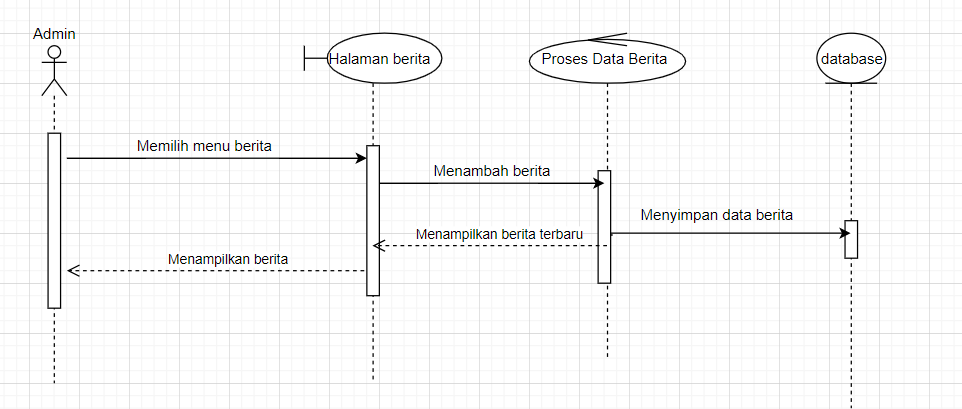 Admin
Halaman berita
Proses Data Berita
database
Memilih menu berita
Menambah berita
Menyimpan data berita
Menampilkan berita terbaru
Menampilkan berita